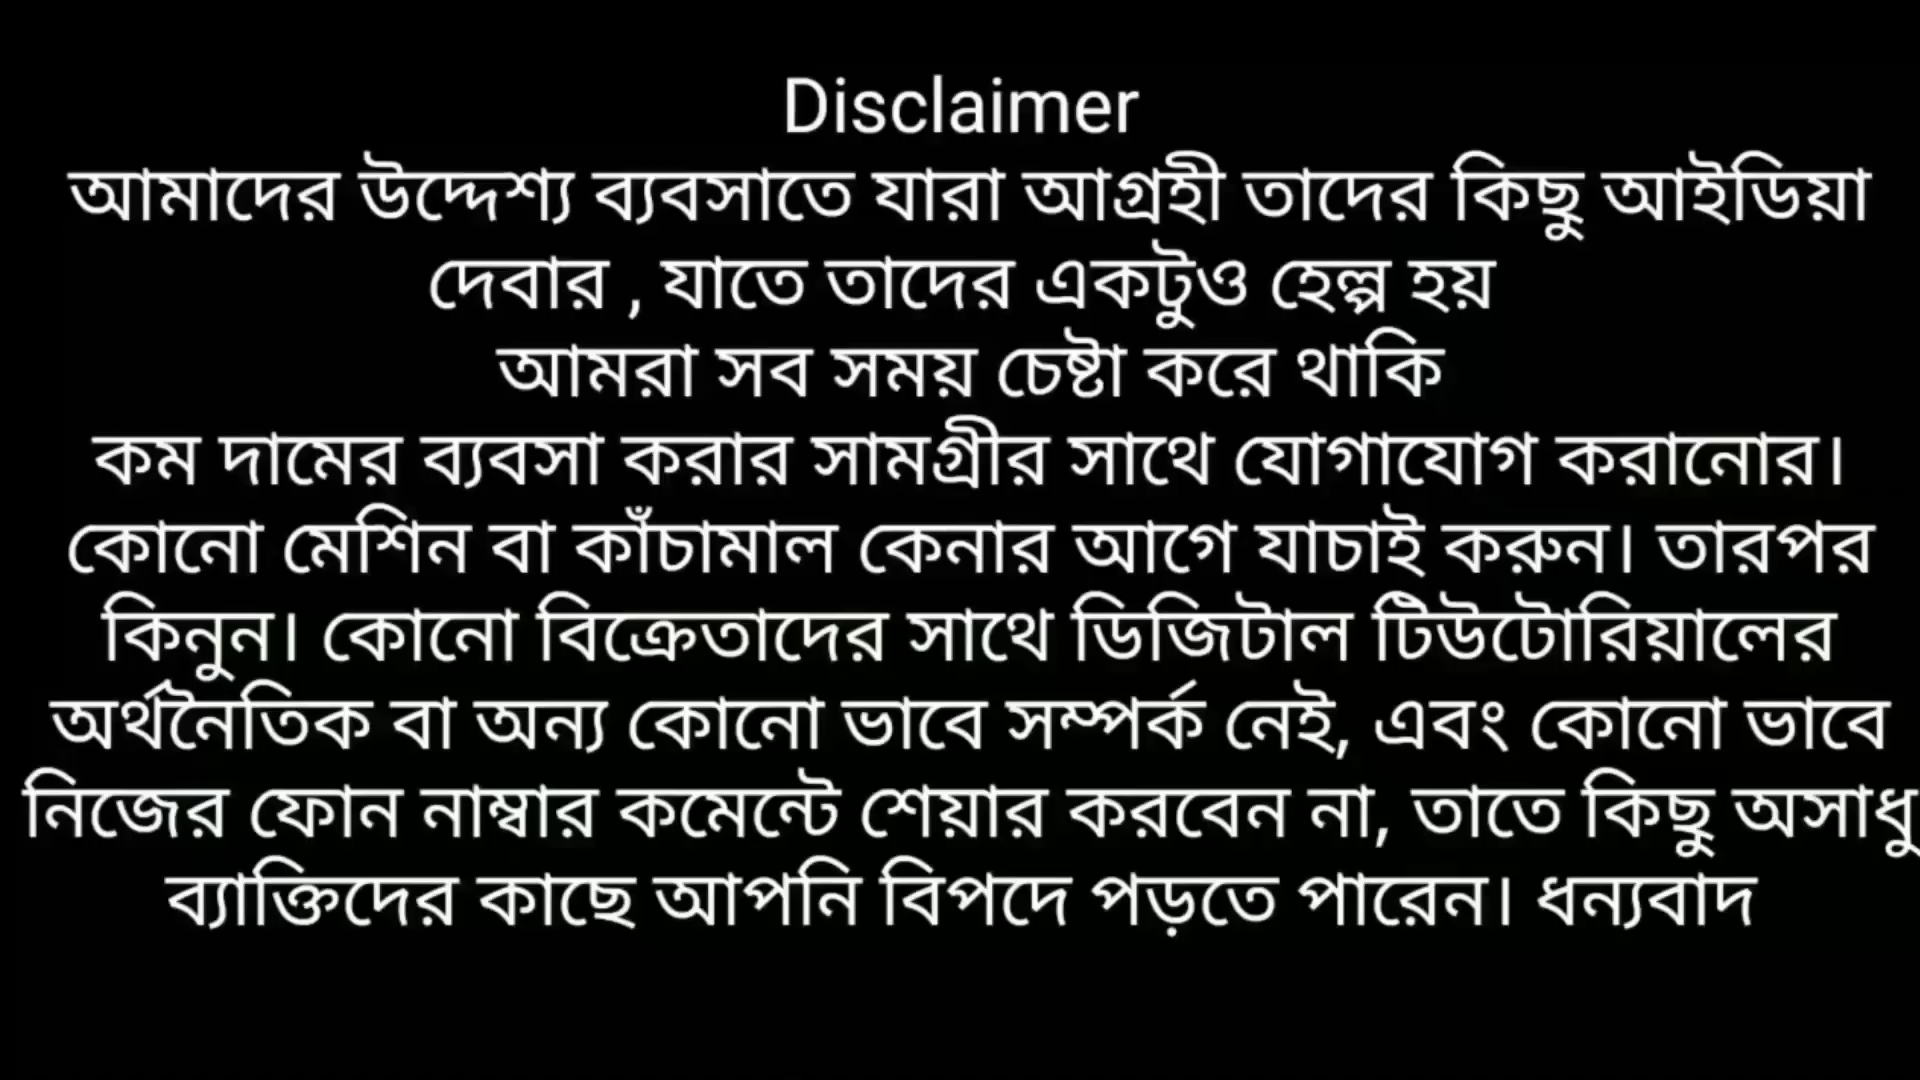 Disclaimer
আমাদের উদ্দেশ্য ব্যবসাতে যারা আগ্রহী তাদের কিছু আইডিয়া
দেবার , যাতে তাদের একটুও হেল্প হয়
আমরা সব সময় চেষ্টা করে থাকি
কম দামের ব্যবসা করার সামগ্রীর সাথে যোগাযোগ করানোর।
কোনো মেশিন বা কাঁচামাল কেনার আগে যাচাই করুন। তারপর
কিনুন। কোনো বিক্রেতাদের সাথে ডিজিটাল টিউটোরিয়ালের
অর্থনৈতিক বা অন্য কোনো ভাবে সম্পর্ক নেই, এবং কোনো ভাবে
নিজের ফোন নাম্বার কমেন্টে শেয়ার করবেন না, তাতে কিছু অসাধু
ব্যাক্তিদের কাছে আপনি বিপদে পড়তে পারেন। ধন্যবাদ